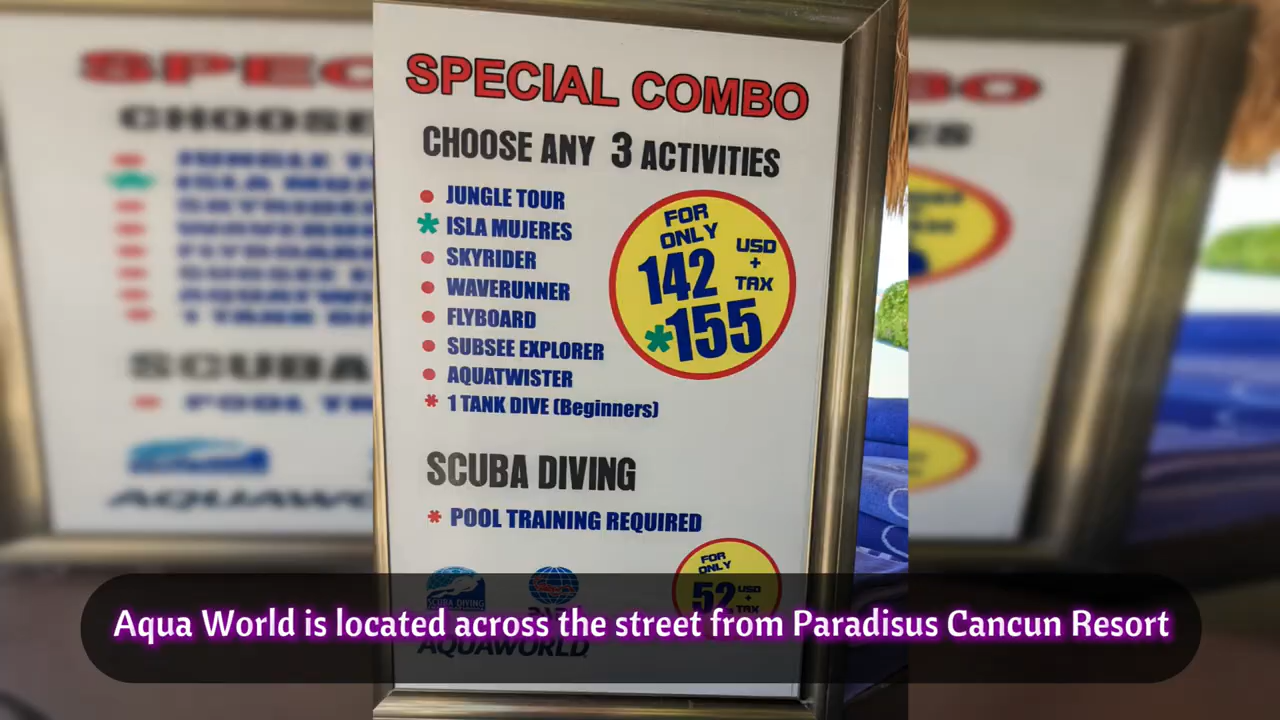 SPECIAL COMBO
CHOOSE ANY 3 ACTIVITIES
• JUNGLE TOUR
* ISLA MUJERES
• SKYRIDER
• WAVERUNNER
• FLYBOARD
• SUBSEE EXPLORER
• AQUATWISTER
* 1 TANK DIVE (Beginners)
FOR
ONLY
142 USD
+
TAX
*155
SCUBA DIVING
* POOL TRAINING REQUIRED
FOR
ONLY
52 USD
+
TAX
SCUBA DIVING
AQUAWORLD
Aqua World is located across the street from Paradisus Cancun Resort